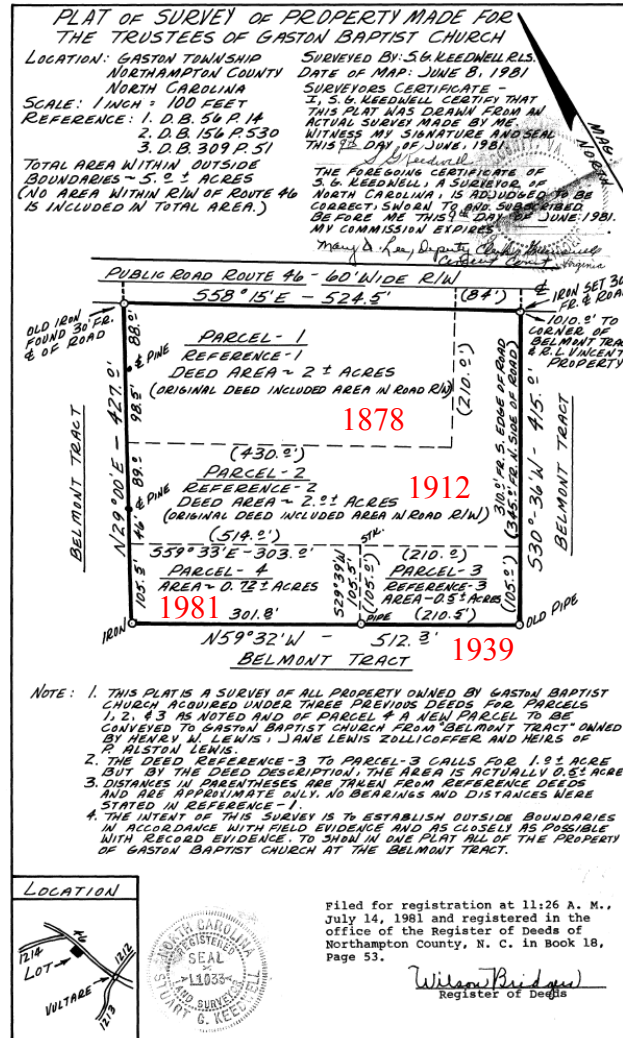 PLAT OF SURVEY OF PROPERTY MADE FOR
THE TRUSTEES OF GASTON BAPTIST CHURCH
LOCATION: GASTON TOWNSHIP
NORTHAMPTON COUNTY
NORTH CAROLINA
SCALE: 1 INCH = 100 FEET
REFERENCE: 1. D.B. 56 P. 14
2. D.B. 156 P. 530
3. D.B. 309 P. 51
TOTAL AREA WITHIN OUTSIDE
BOUNDARIES ~ 5.0 ± ACRES
(NO AREA WITHIN R/W OF ROUTE 46
IS INCLUDED IN TOTAL AREA.)
SURVEYED BY: S.G. KEEDWELL R.L.S.
DATE OF MAP: JUNE 8, 1981
SURVEYORS CERTIFICATE -
I, S.G. KEEDWELL CERTIFY THAT
THIS PLAT WAS DRAWN FROM AN
ACTUAL SURVEY MADE BY ME.
WITNESS MY SIGNATURE AND SEAL
THIS 9th DAY OF JUNE, 1981.
S G Keedwell
THE FOREGOING CERTIFICATE OF
S.G. KEEDWELL, A SURVEYOR OF
NORTH CAROLINA, IS ADJUDGED TO BE
CORRECT; SWORN TO AND SUBSCRIBED
BEFORE ME THIS 9th DAY OF JUNE 1981.
MY COMMISSION EXPIRES
Mary A. Lee, Deputy Clerk
Circuit Court Virginia
MAP NORTH
PUBLIC ROAD ROUTE 46 - 60' WIDE R/W
S58°15'E - 524.5'
(84')
OLD IRON
FOUND 30' FR.
℄ OF ROAD
℄
IRON SET 30'
FR. ℄ ROAD
1010.0' TO
CORNER OF
BELMONT TRACT
& R.L. VINCENT
PROPERTY
PARCEL-1
REFERENCE-1
DEED AREA ~ 2 ± ACRES
(ORIGINAL DEED INCLUDED AREA IN ROAD R/W)
1878
88.0'
℄ PINE
98.5'
(210.0')
(430.0')
BELMONT TRACT
N29°00'E - 427.0'
PARCEL-2
REFERENCE-2
DEED AREA ~ 2.0 ± ACRES
(ORIGINAL DEED INCLUDED AREA IN ROAD R/W)
1912
89.0'
℄ PINE
46'
310.0' FR. S. EDGE OF ROAD
(345.0' FR. N. SIDE OF ROAD)
S30°-36'W - 415.0'
BELMONT TRACT
(514.0')
S59°33'E - 303.0'
STK.
(210.0')
PARCEL-4
AREA ~ 0.72 ± ACRES
1981
105.5'
301.8'
S29°39'W
105.5'
(105.0')
PARCEL-3
REFERENCE-3
AREA ~ 0.5 ± ACRES
(105.0')
PIPE
(210.5')
IRON
OLD PIPE
N59°32'W - 512.3'
1939
BELMONT TRACT
NOTE: 1. THIS PLAT IS A SURVEY OF ALL PROPERTY OWNED BY GASTON BAPTIST
CHURCH ACQUIRED UNDER THREE PREVIOUS DEEDS FOR PARCELS
1, 2, & 3 AS NOTED AND OF PARCEL 4 A NEW PARCEL TO BE
CONVEYED TO GASTON BAPTIST CHURCH FROM "BELMONT TRACT" OWNED
BY HENRY W. LEWIS, JANE LEWIS ZOLLICOFFER AND HEIRS OF
P. ALSTON LEWIS.
2. THE DEED REFERENCE-3 TO PARCEL-3 CALLS FOR 1.0 ± ACRE
BUT BY THE DEED DESCRIPTION, THE AREA IS ACTUALLY 0.5 ± ACRE
3. DISTANCES IN PARENTHESES ARE TAKEN FROM REFERENCE DEEDS
AND ARE APPROXIMATE ONLY. NO BEARINGS AND DISTANCES WERE
STATED IN REFERENCE-1.
4. THE INTENT OF THIS SURVEY IS TO ESTABLISH OUTSIDE BOUNDARIES
IN ACCORDANCE WITH FIELD EVIDENCE AND AS CLOSELY AS POSSIBLE
WITH RECORD EVIDENCE. TO SHOW IN ONE PLAT ALL OF THE PROPERTY
OF GASTON BAPTIST CHURCH AT THE BELMONT TRACT.
LOCATION
1214
46
1212
LOT
VULTARE
1213
NORTH CAROLINA
REGISTERED
SEAL
L1033
LAND SURVEYOR
STUART G. KEEDWELL
Filed for registration at 11:26 A. M.,
July 14, 1981 and registered in the
office of the Register of Deeds of
Northampton County, N. C. in Book 18,
Page 53.
Wilson Bridges
Register of Deeds